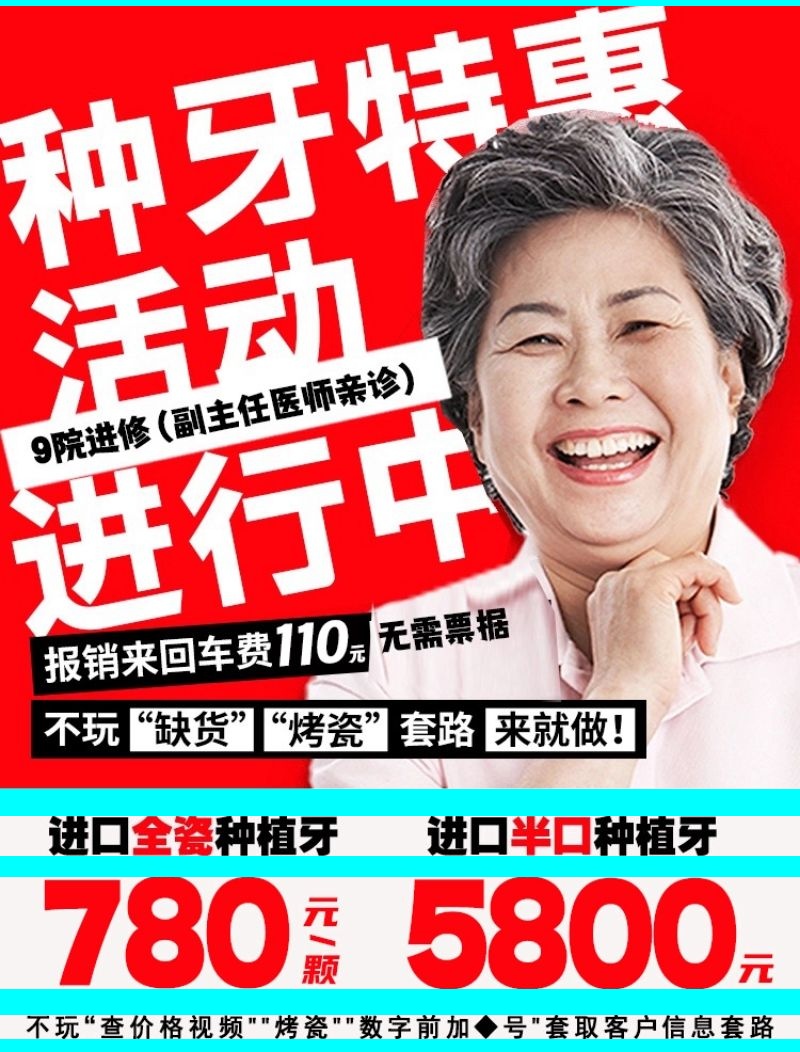 种牙特惠
活动
9院进修（副主任医师亲诊）
进行中
报销来回车费110元 无需票据
不玩“缺货”“烤瓷”套路 来就做！
进口全瓷种植牙 进口半口种植牙
780元/颗 5800元
不玩“查价格视频""烤瓷""数字前加◆号"套取客户信息套路